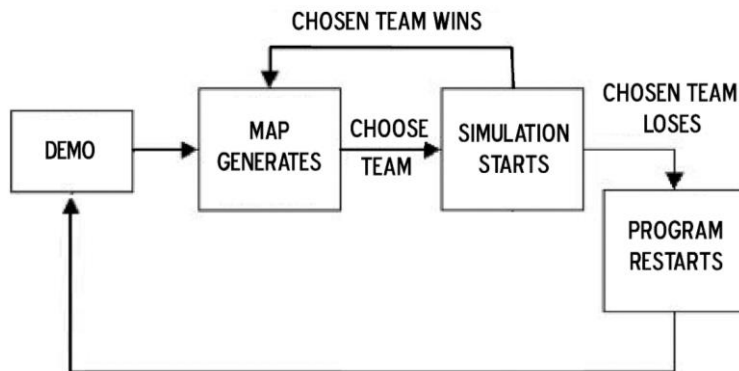 CHOSEN TEAM WINS
DEMO
MAP
GENERATES
CHOOSE
TEAM
SIMULATION
STARTS
CHOSEN TEAM
LOSES
PROGRAM
RESTARTS